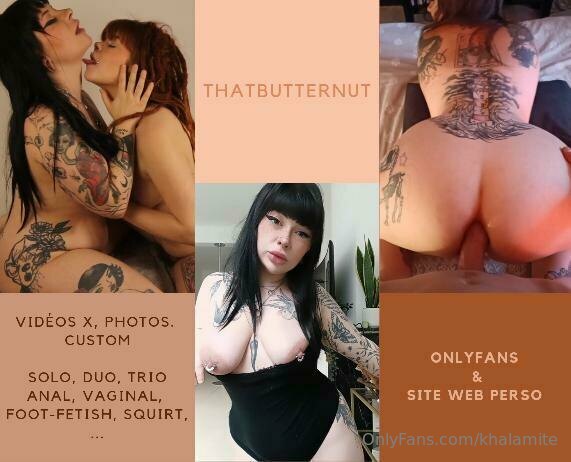 THATBUTTERNUT
VIDÉOS X, PHOTOS.
CUSTOM
SOLO, DUO, TRIO
ANAL, VAGINAL,
FOOT-FETISH, SQUIRT,
...
ONLYFANS
&
SITE WEB PERSO
OnlyFans.com/khalamite